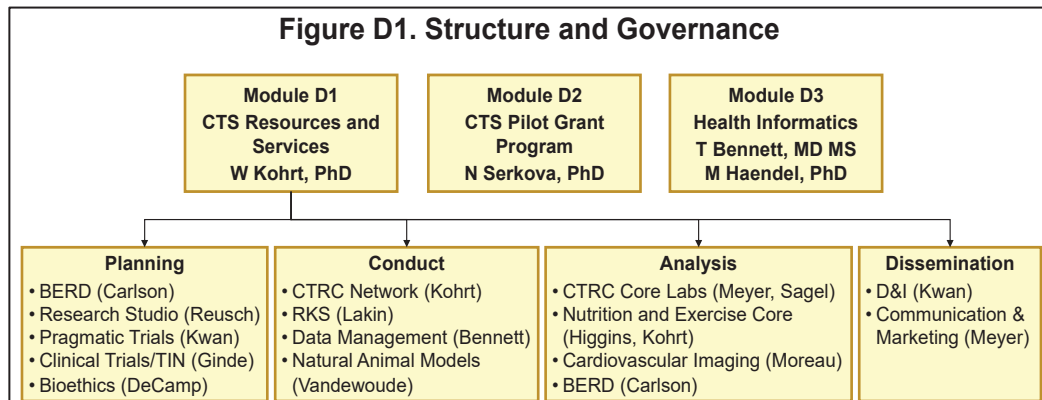 Figure D1. Structure and Governance
Module D1
CTS Resources and
Services
W Kohrt, PhD
Module D2
CTS Pilot Grant
Program
N Serkova, PhD
Module D3
Health Informatics
T Bennett, MD MS
M Haendel, PhD
Planning
• BERD (Carlson)
• Research Studio (Reusch)
• Pragmatic Trials (Kwan)
• Clinical Trials/TIN (Ginde)
• Bioethics (DeCamp)
Conduct
• CTRC Network (Kohrt)
• RKS (Lakin)
• Data Management (Bennett)
• Natural Animal Models
(Vandewoude)
Analysis
• CTRC Core Labs (Meyer, Sagel)
• Nutrition and Exercise Core
(Higgins, Kohrt)
• Cardiovascular Imaging (Moreau)
• BERD (Carlson)
Dissemination
• D&I (Kwan)
• Communication &
Marketing (Meyer)